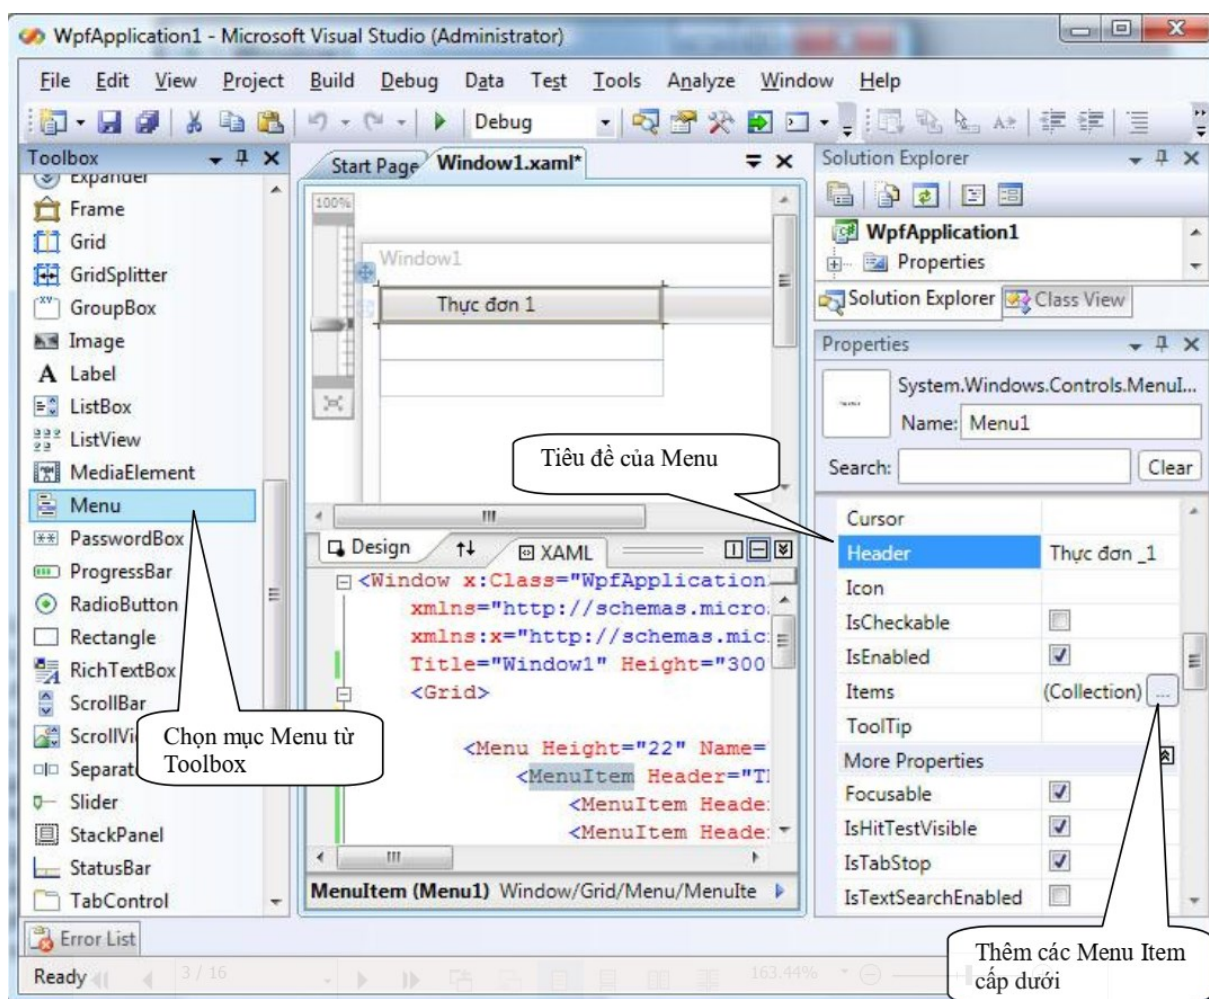 WpfApplication1 - Microsoft Visual Studio (Administrator)
File Edit View Project Build Debug Data Test Tools Analyze Window Help
Debug
Toolbox
Expander
Frame
Grid
GridSplitter
GroupBox
Image
Label
ListBox
ListView
MediaElement
Menu
PasswordBox
ProgressBar
RadioButton
Rectangle
RichTextBox
ScrollBar
ScrollVi
Separat
Slider
StackPanel
StatusBar
TabControl
Chọn mục Menu từ
Toolbox
Start Page Window1.xaml*
100%
Window1
Thực đơn 1
Tiêu đề của Menu
Design XAML
<Window x:Class="WpfApplication
xmlns="http://schemas.micro
xmlns:x="http://schemas.mic
Title="Window1" Height="300
<Grid>
<Menu Height="22" Name=
<MenuItem Header="T
<MenuItem Heade
<MenuItem Heade
MenuItem (Menu1) Window/Grid/Menu/MenuIte
Solution Explorer
WpfApplication1
Properties
Solution Explorer Class View
Properties
System.Windows.Controls.MenuI...
Name: Menu1
Search: Clear
Cursor
Header Thực đơn _1
Icon
IsCheckable
IsEnabled
Items (Collection) ...
ToolTip
More Properties
Focusable
IsHitTestVisible
IsTabStop
IsTextSearchEnabled
Thêm các Menu Item
cấp dưới
Error List
Ready
3 / 16 163.44%